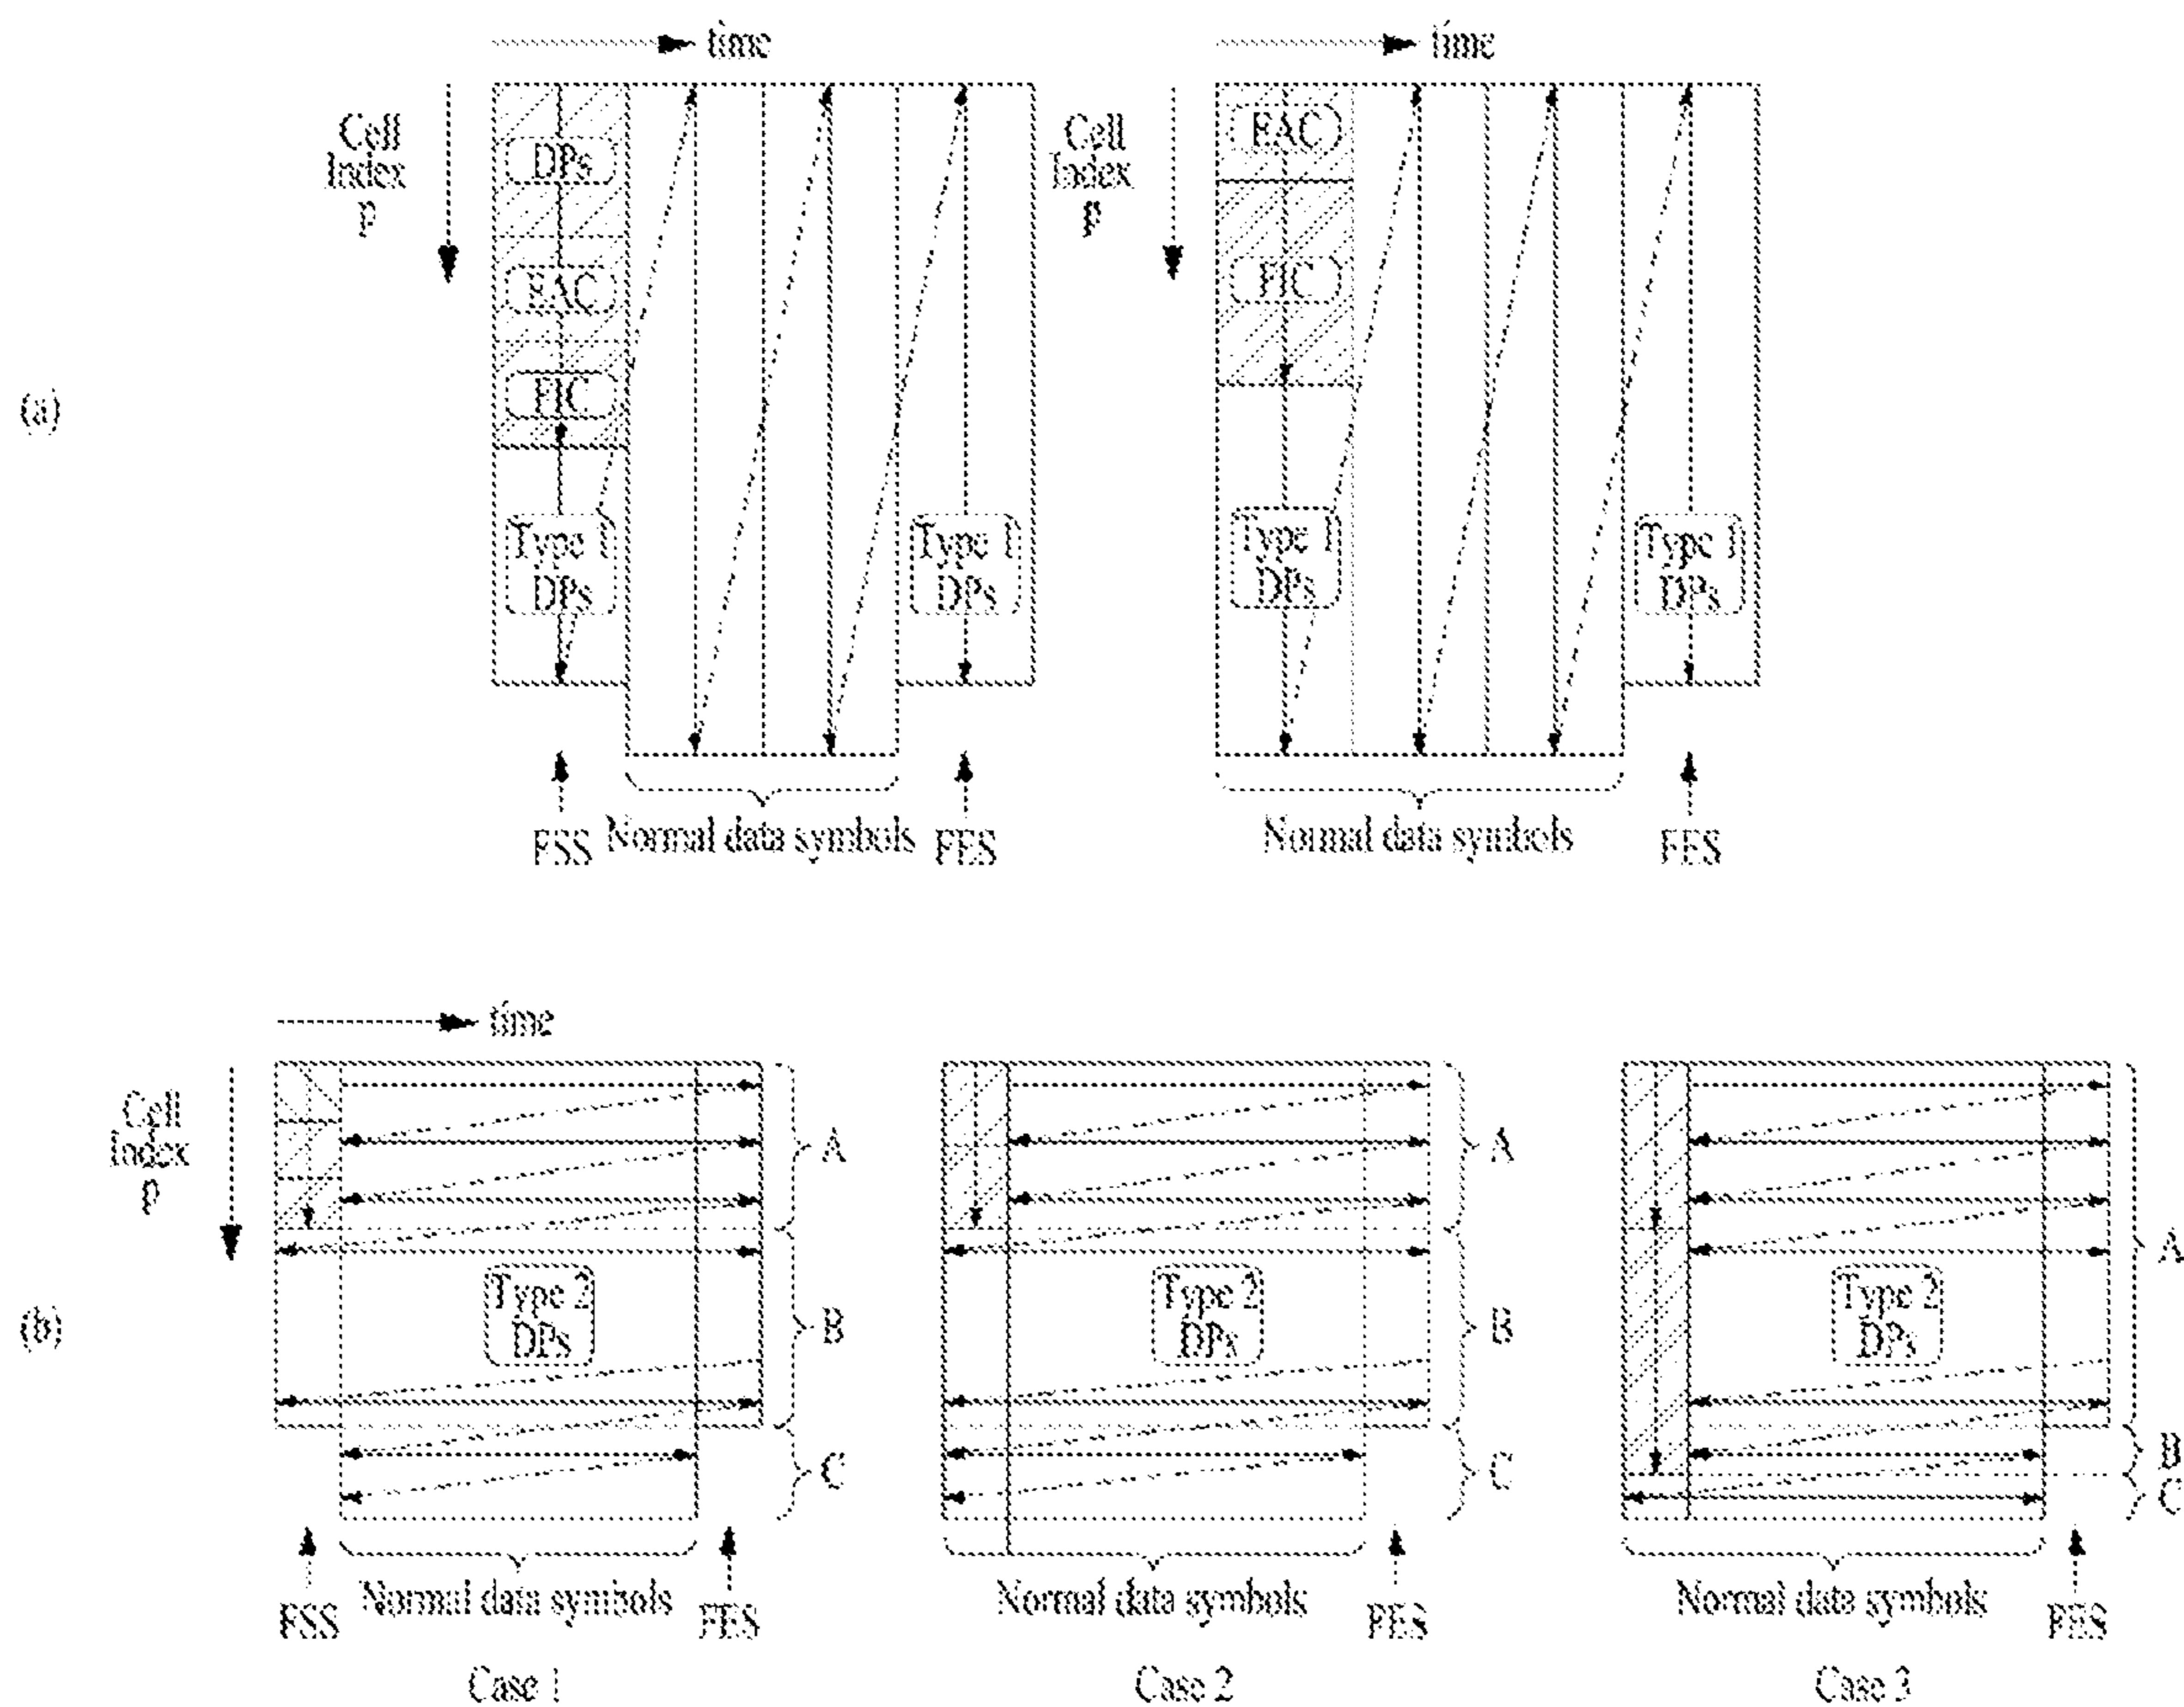 time
time
Cell
Index
p
Cell
Index
p
DPs
EAC
FIC
EAC
FIC
(a)
Type 1
DPs
Type 1
DPs
Type 1
DPs
Type 1
DPs
FSS
Normal data symbols
FES
Normal data symbols
FES
time
Cell
Index
p
A
A
A
(b)
Type 2
DPs
B
Type 2
DPs
B
Type 2
DPs
C
C
B
C
FSS
Normal data symbols
FES
Normal data symbols
FES
Normal data symbols
FES
Case 1
Case 2
Case 3